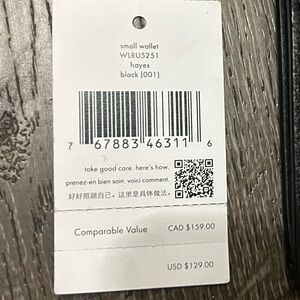 small wallet
WLRU5251
hayes
black (001)
7 67883 46311 6
take good care. here's how.
prenez-en bien soin. voici comment.
好好照顾自己。这里是具体做法。
Comparable Value CAD $159.00
USD $129.00